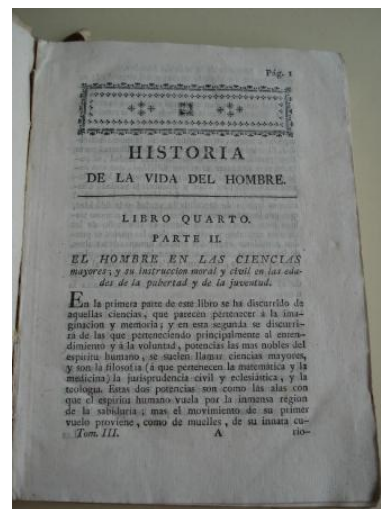 Pág. 1
HISTORIA
DE LA VIDA DEL HOMBRE.
LIBRO QUARTO.
PARTE II.
EL HOMBRE EN LAS CIENCIAS
mayores; y su instruccion moral y civil en las eda-
des de la pubertad y de la juventud.
En la primera parte de este libro se ha discurrido de
aquellas ciencias, que parecen pertenecer á la ima-
ginacion y memoria; y en esta segunda se discurri-
rá de las que perteneciendo principalmente al enten-
dimiento y á la voluntad, potencias las mas nobles del
espíritu humano, se suelen llamar ciencias mayores,
y son la filosofia (á que pertenecen la matemática y la
medicina) la jurisprudencia civil y eclesiástica, y la
teologia. Estas dos potencias son como las alas con
que el espíritu humano vuela por la inmensa region
de la sabiduría; mas el movimiento de su primer
vuelo proviene, como de muelles, de su innata cu-
Tom. III. A rio-